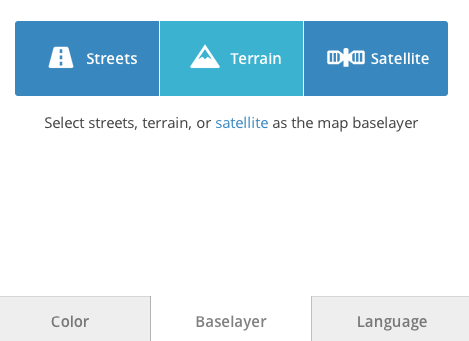 Streets Terrain Satellite
Select streets, terrain, or satellite as the map baselayer
Color Baselayer Language